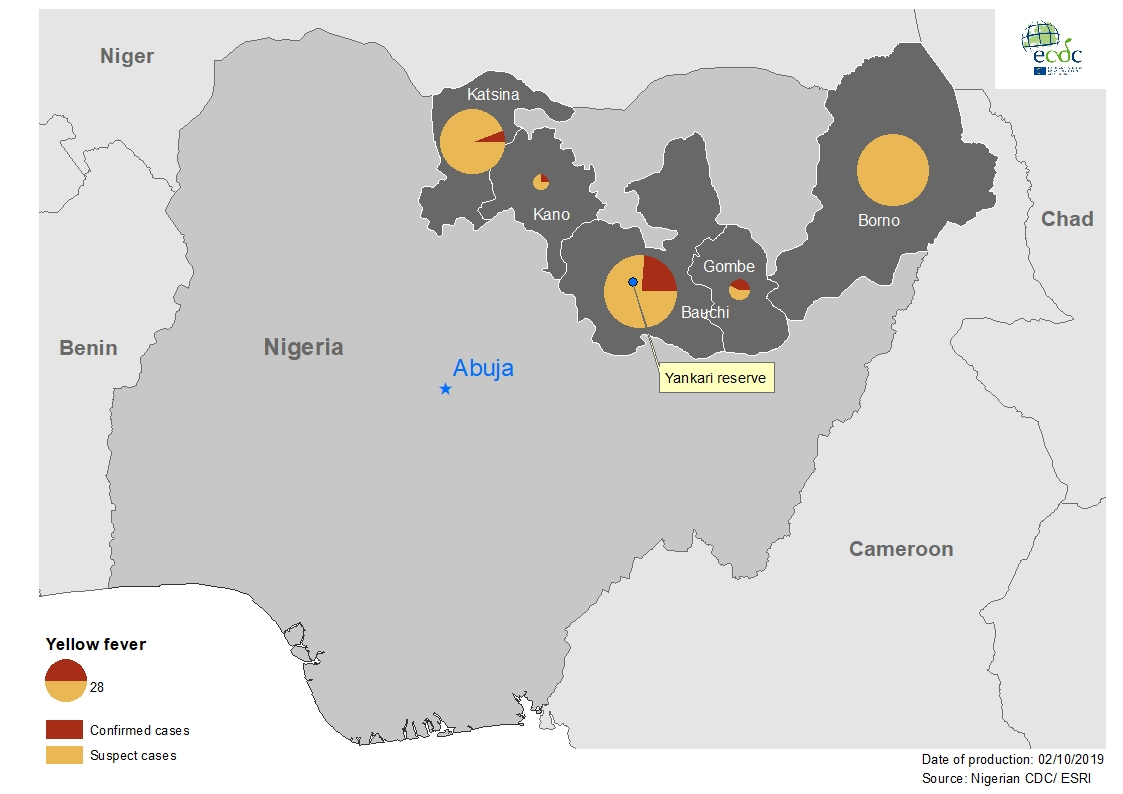 Niger
ecdc
Katsina
Kano
Borno
Chad
Gombe
Bauchi
Benin
Nigeria
Abuja
Yankari reserve
Cameroon
Yellow fever
28
Confirmed cases
Suspect cases
Date of production: 02/10/2019
Source: Nigerian CDC/ ESRI